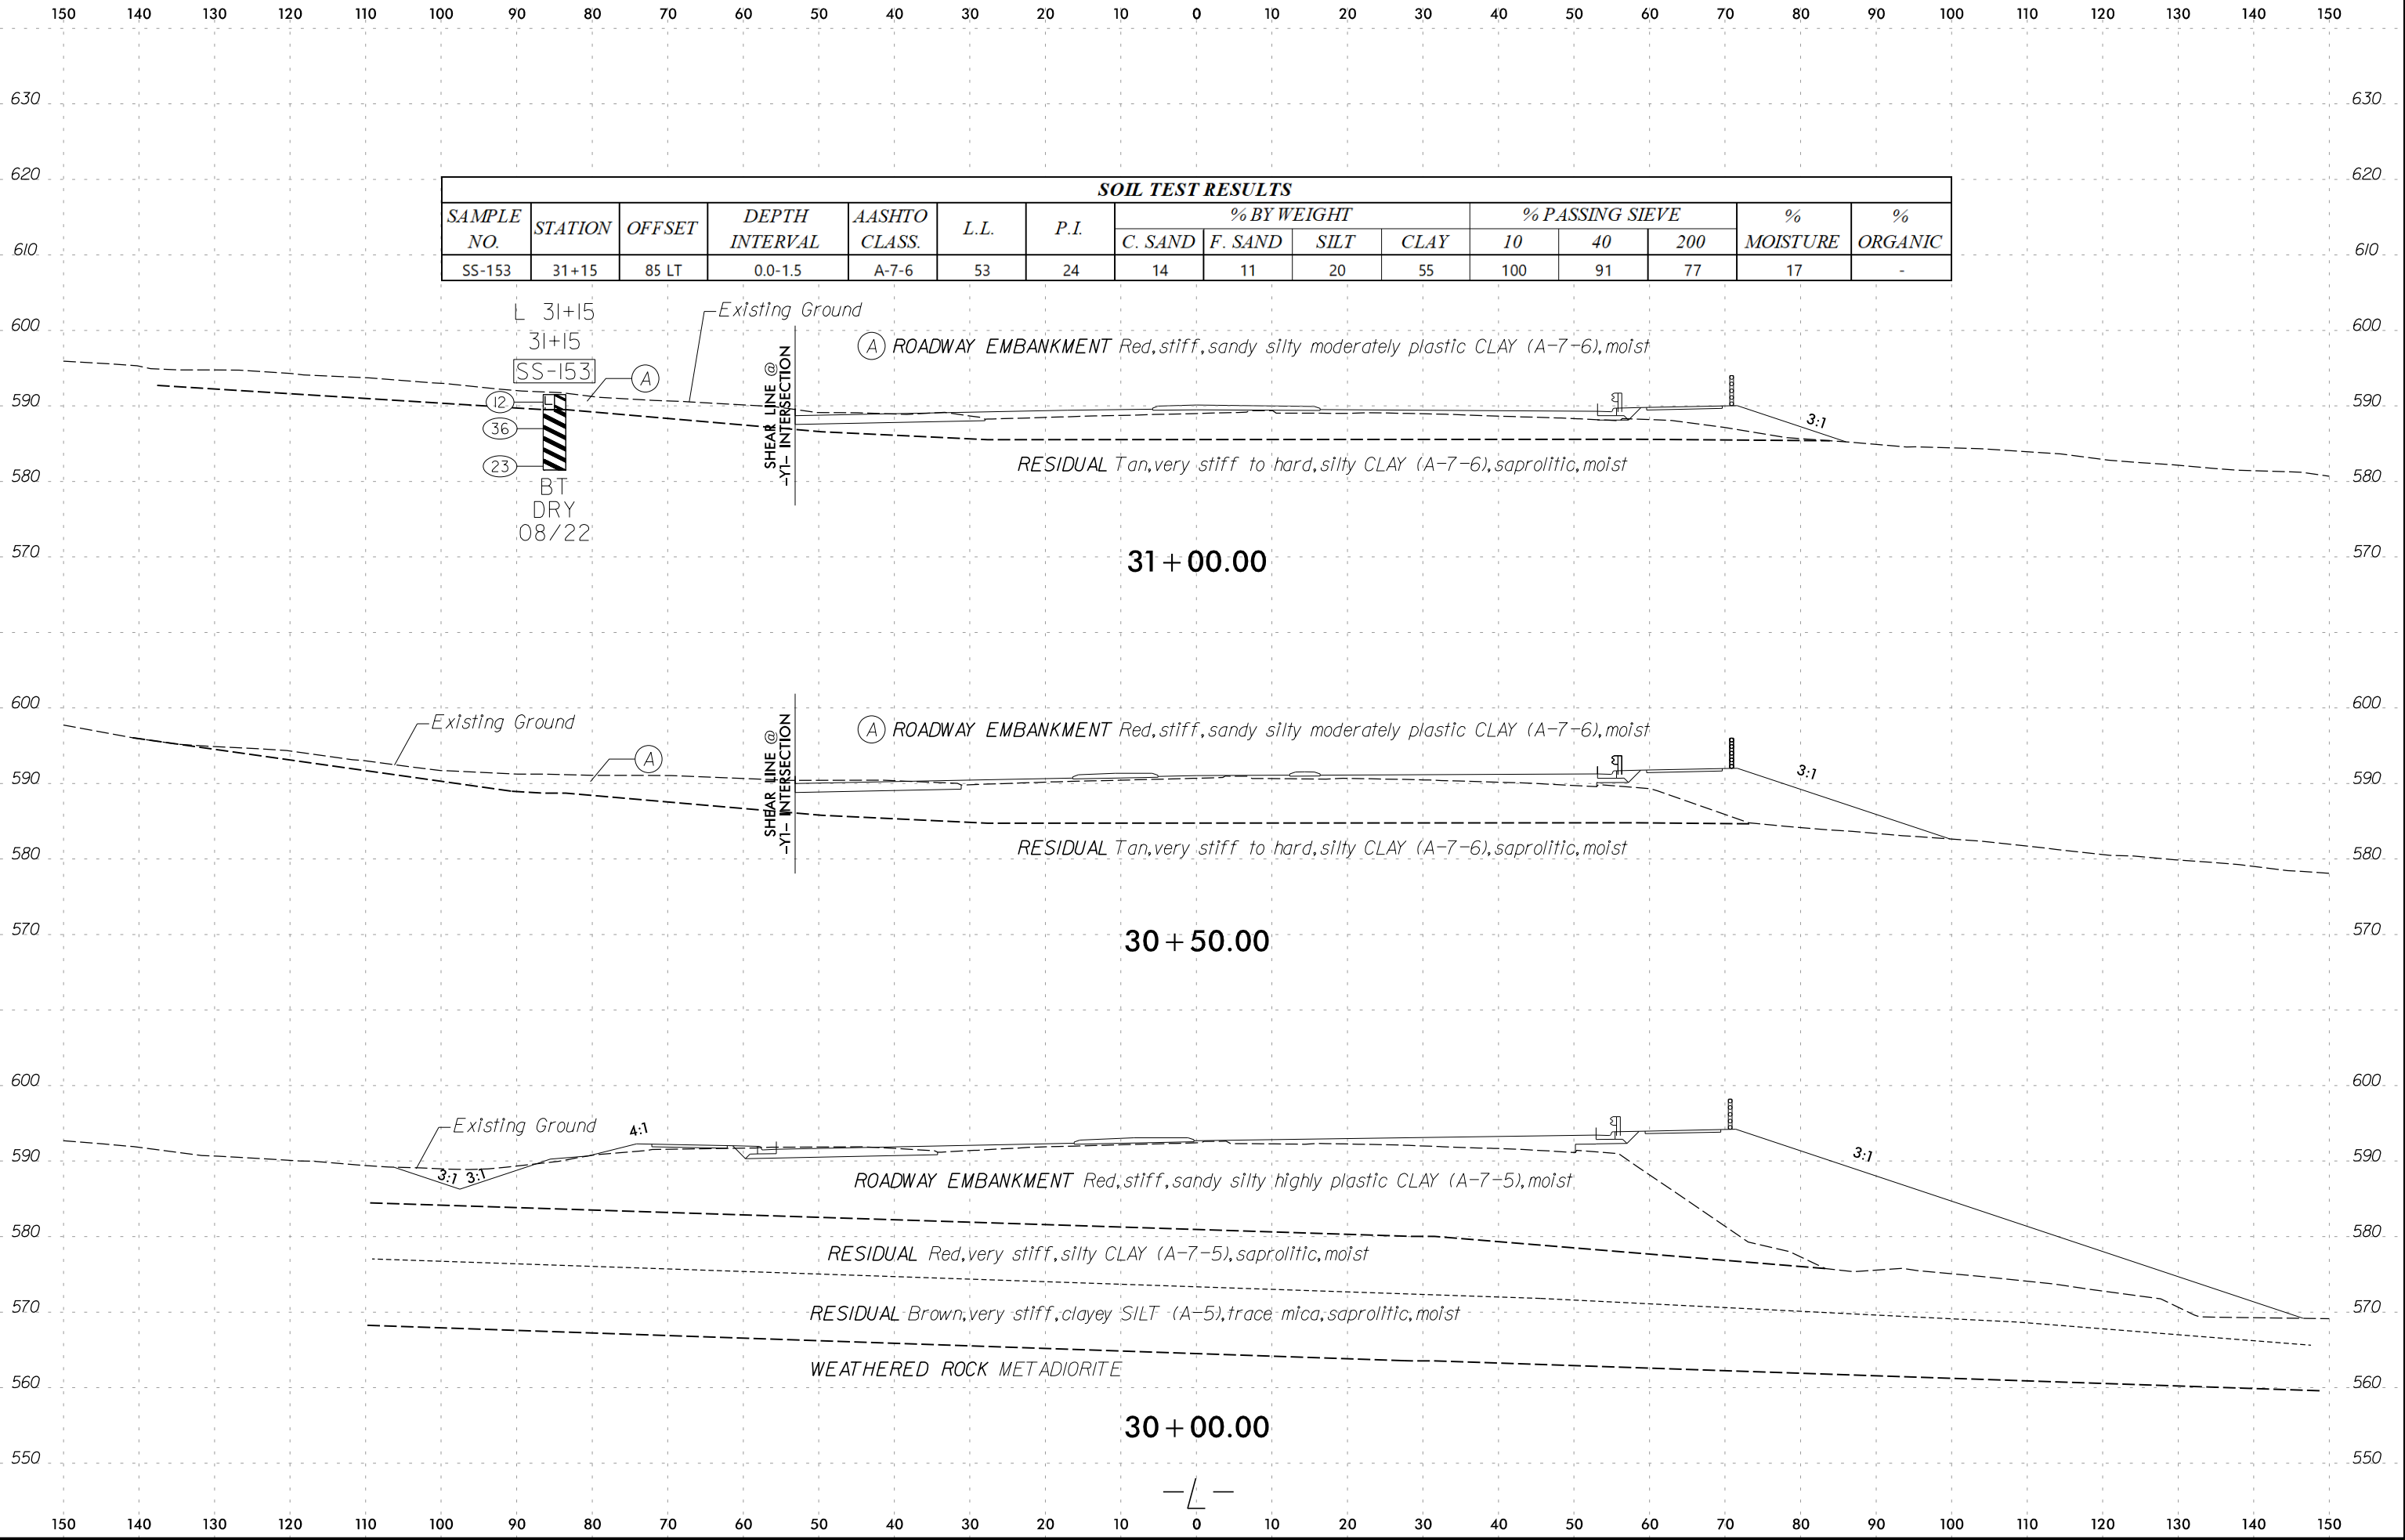 150 140 130 120 110 100 90 80 70 60 50 40 30 20 10 0 10 20 30 40 50 60 70 80 90 100 110 120 130 140 150
630 630
620 620
SOIL TEST RESULTS
SAMPLE NO. STATION OFFSET DEPTH INTERVAL AASHTO CLASS. L.L. P.I. % BY WEIGHT % PASSING SIEVE % MOISTURE % ORGANIC
C. SAND F. SAND SILT CLAY 10 40 200
610 610
SS-153 31+15 85 LT 0.0-1.5 A-7-6 53 24 14 11 20 55 100 91 77 17 -
L 31+15
31+15
SS-153
Existing Ground
600 600
A ROADWAY EMBANKMENT Red, stiff, sandy silty moderately plastic CLAY (A-7-6), moist
A
SHEAR LINE @
-Y1- INTERSECTION
590 590
12
L
36
23
3:1
RESIDUAL Tan, very stiff to hard, silty CLAY (A-7-6), saprolitic, moist
580 580
BT
DRY
08/22
570 570
31+00.00
600 600
Existing Ground
A ROADWAY EMBANKMENT Red, stiff, sandy silty moderately plastic CLAY (A-7-6), moist
A
SHEAR LINE @
-Y1- INTERSECTION
3:1
590 590
RESIDUAL Tan, very stiff to hard, silty CLAY (A-7-6), saprolitic, moist
580 580
570 570
30+50.00
600 600
Existing Ground
4:1
3:1
590 590
3:1 3:1
ROADWAY EMBANKMENT Red, stiff, sandy silty highly plastic CLAY (A-7-5), moist
580 580
RESIDUAL Red, very stiff, silty CLAY (A-7-5), saprolitic, moist
570 570
RESIDUAL Brown, very stiff, clayey SILT (A-5), trace mica, saprolitic, moist
WEATHERED ROCK METADIORITE
560 560
30+00.00
550 550
-L-
150 140 130 120 110 100 90 80 70 60 50 40 30 20 10 0 10 20 30 40 50 60 70 80 90 100 110 120 130 140 150